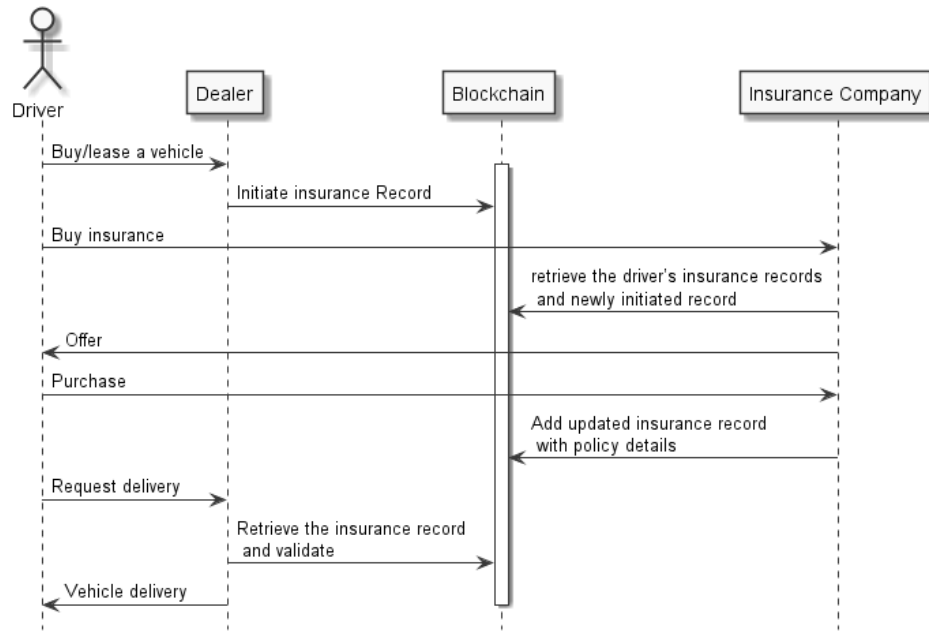 Driver
Dealer
Blockchain
Insurance Company
Buy/lease a vehicle
Initiate insurance Record
Buy insurance
retrieve the driver's insurance records
and newly initiated record
Offer
Purchase
Add updated insurance record
with policy details
Request delivery
Retrieve the insurance record
and validate
Vehicle delivery